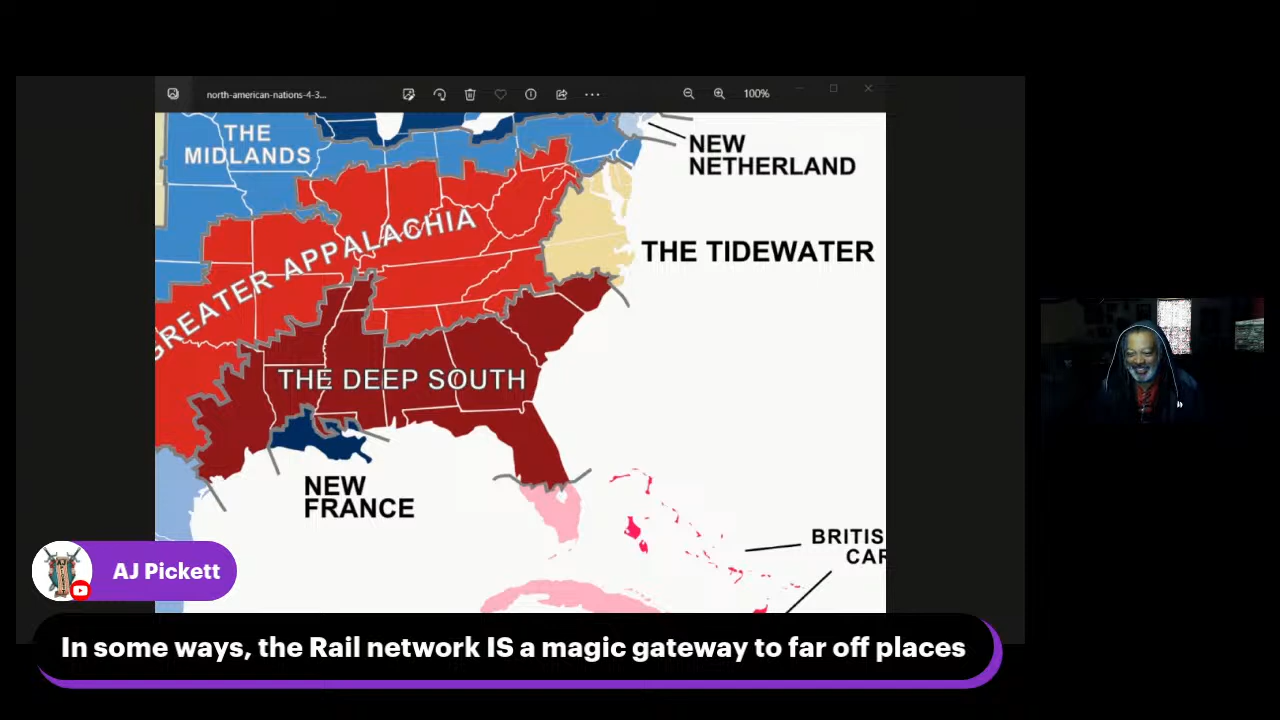 north-american-nations-4-3...
100%
THE
MIDLANDS
NEW
NETHERLAND
GREATER APPALACHIA
THE TIDEWATER
THE DEEP SOUTH
NEW
FRANCE
BRITIS
CAR
AJ Pickett
In some ways, the Rail network IS a magic gateway to far off places